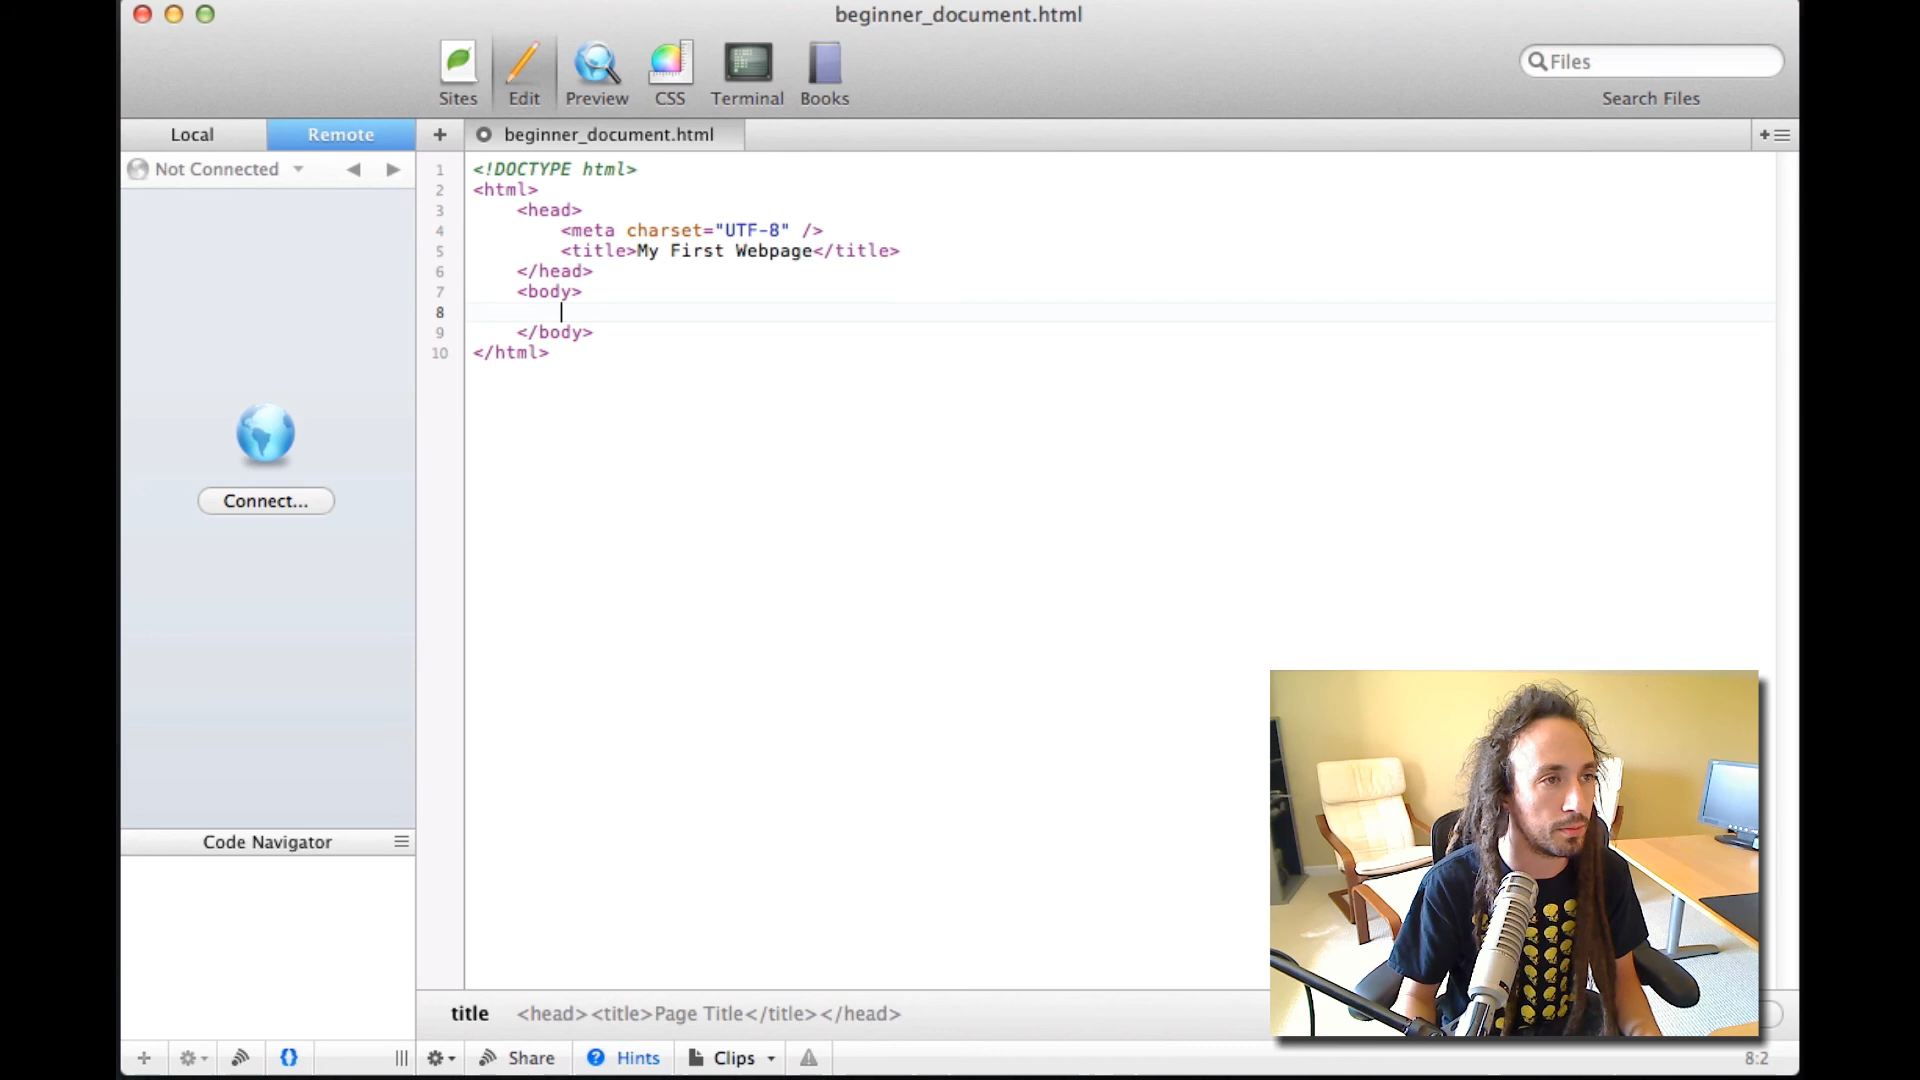 beginner_document.html
Sites
Edit
Preview
CSS
Terminal
Books
Files
Search Files
Local
Remote
beginner_document.html
Not Connected
1 <!DOCTYPE html>
2 <html>
3 <head>
4 <meta charset="UTF-8" />
5 <title>My First Webpage</title>
6 </head>
7 <body>
8
9 </body>
10 </html>
Connect...
Code Navigator
title <head><title>Page Title</title></head>
Share
? Hints
Clips
8:2